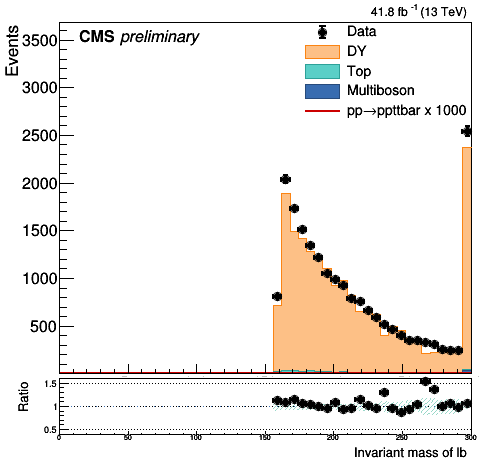 41.8 fb⁻¹ (13 TeV)
CMS preliminary
Data
DY
Top
Multiboson
pp→ppttbar x 1000
Events
3500
3000
2500
2000
1500
1000
500
Ratio
1.5
1
0.5
0 50 100 150 200 250 300
Invariant mass of lb